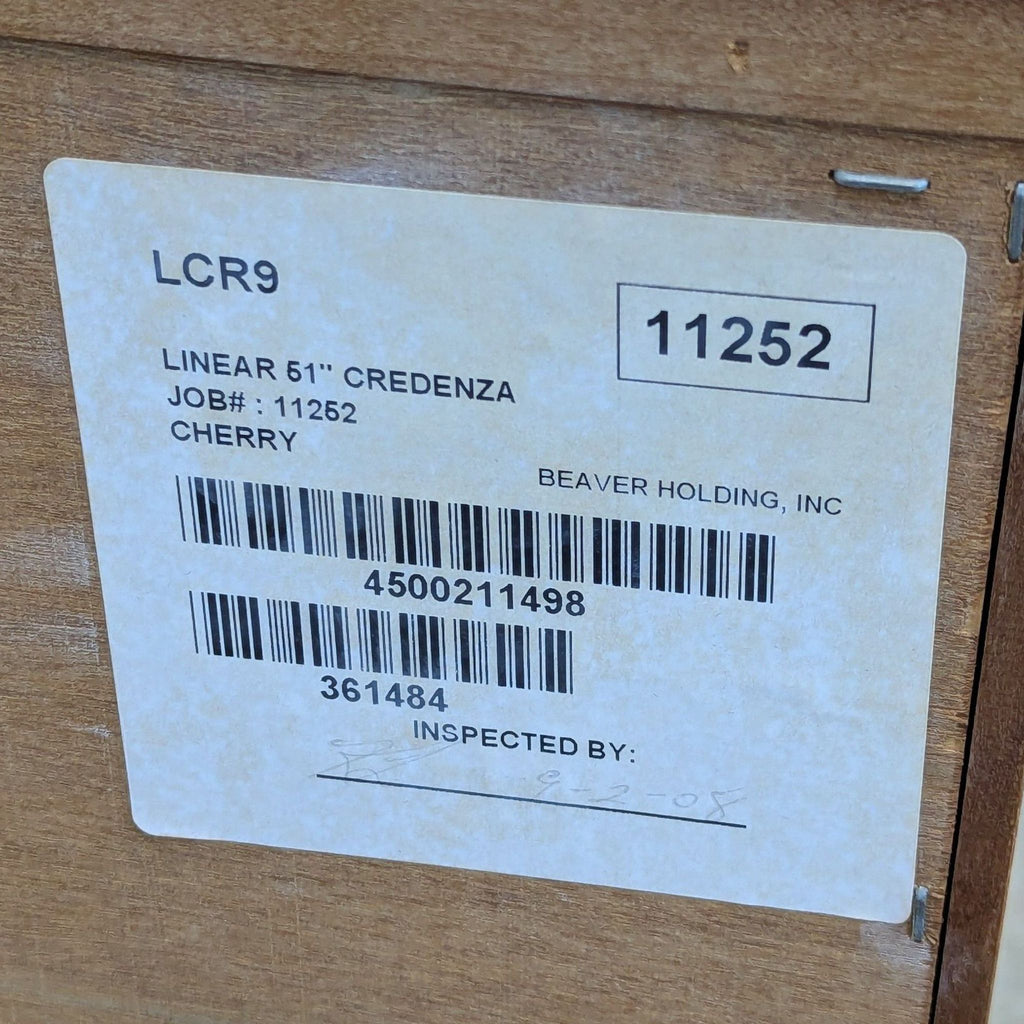 LCR9
11252
LINEAR 51" CREDENZA
JOB# : 11252
CHERRY
BEAVER HOLDING, INC
4500211498
361484
INSPECTED BY:
9-2-08